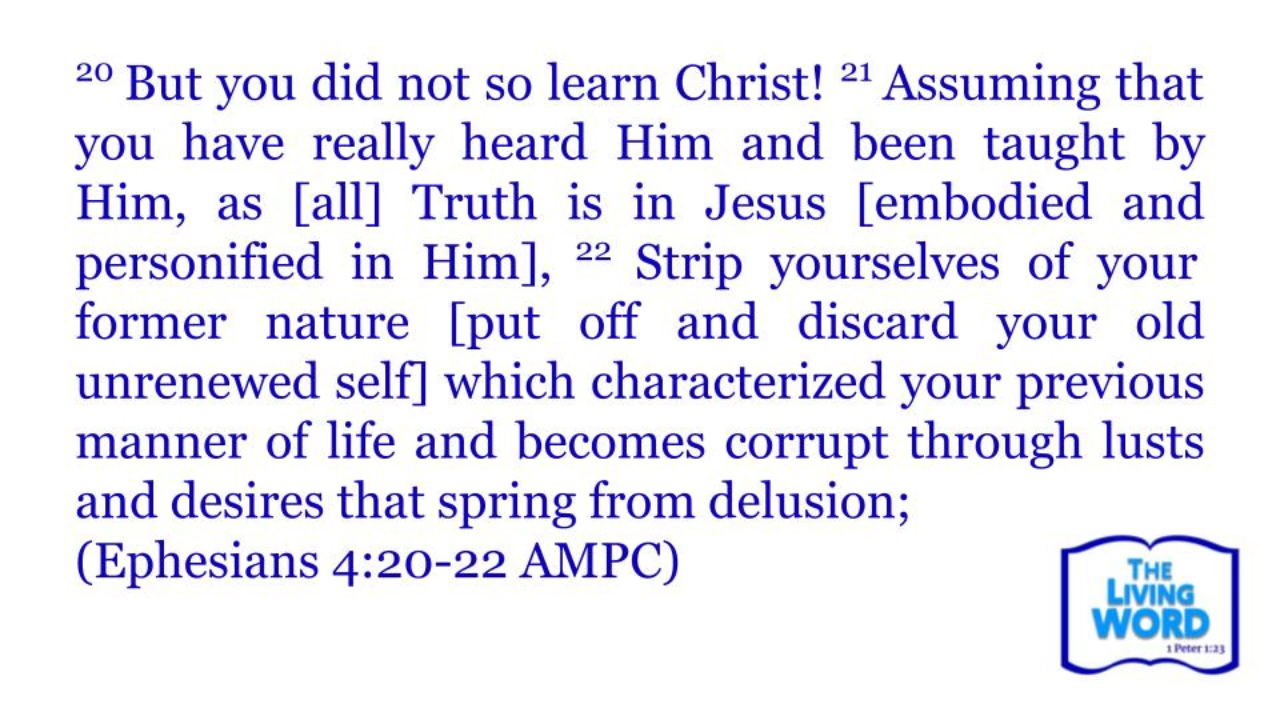 20 But you did not so learn Christ! 21 Assuming that
you have really heard Him and been taught by
Him, as [all] Truth is in Jesus [embodied and
personified in Him], 22 Strip yourselves of your
former nature [put off and discard your old
unrenewed self] which characterized your previous
manner of life and becomes corrupt through lusts
and desires that spring from delusion;
(Ephesians 4:20-22 AMPC)
THE
LIVING
WORD
1 Peter 1:23